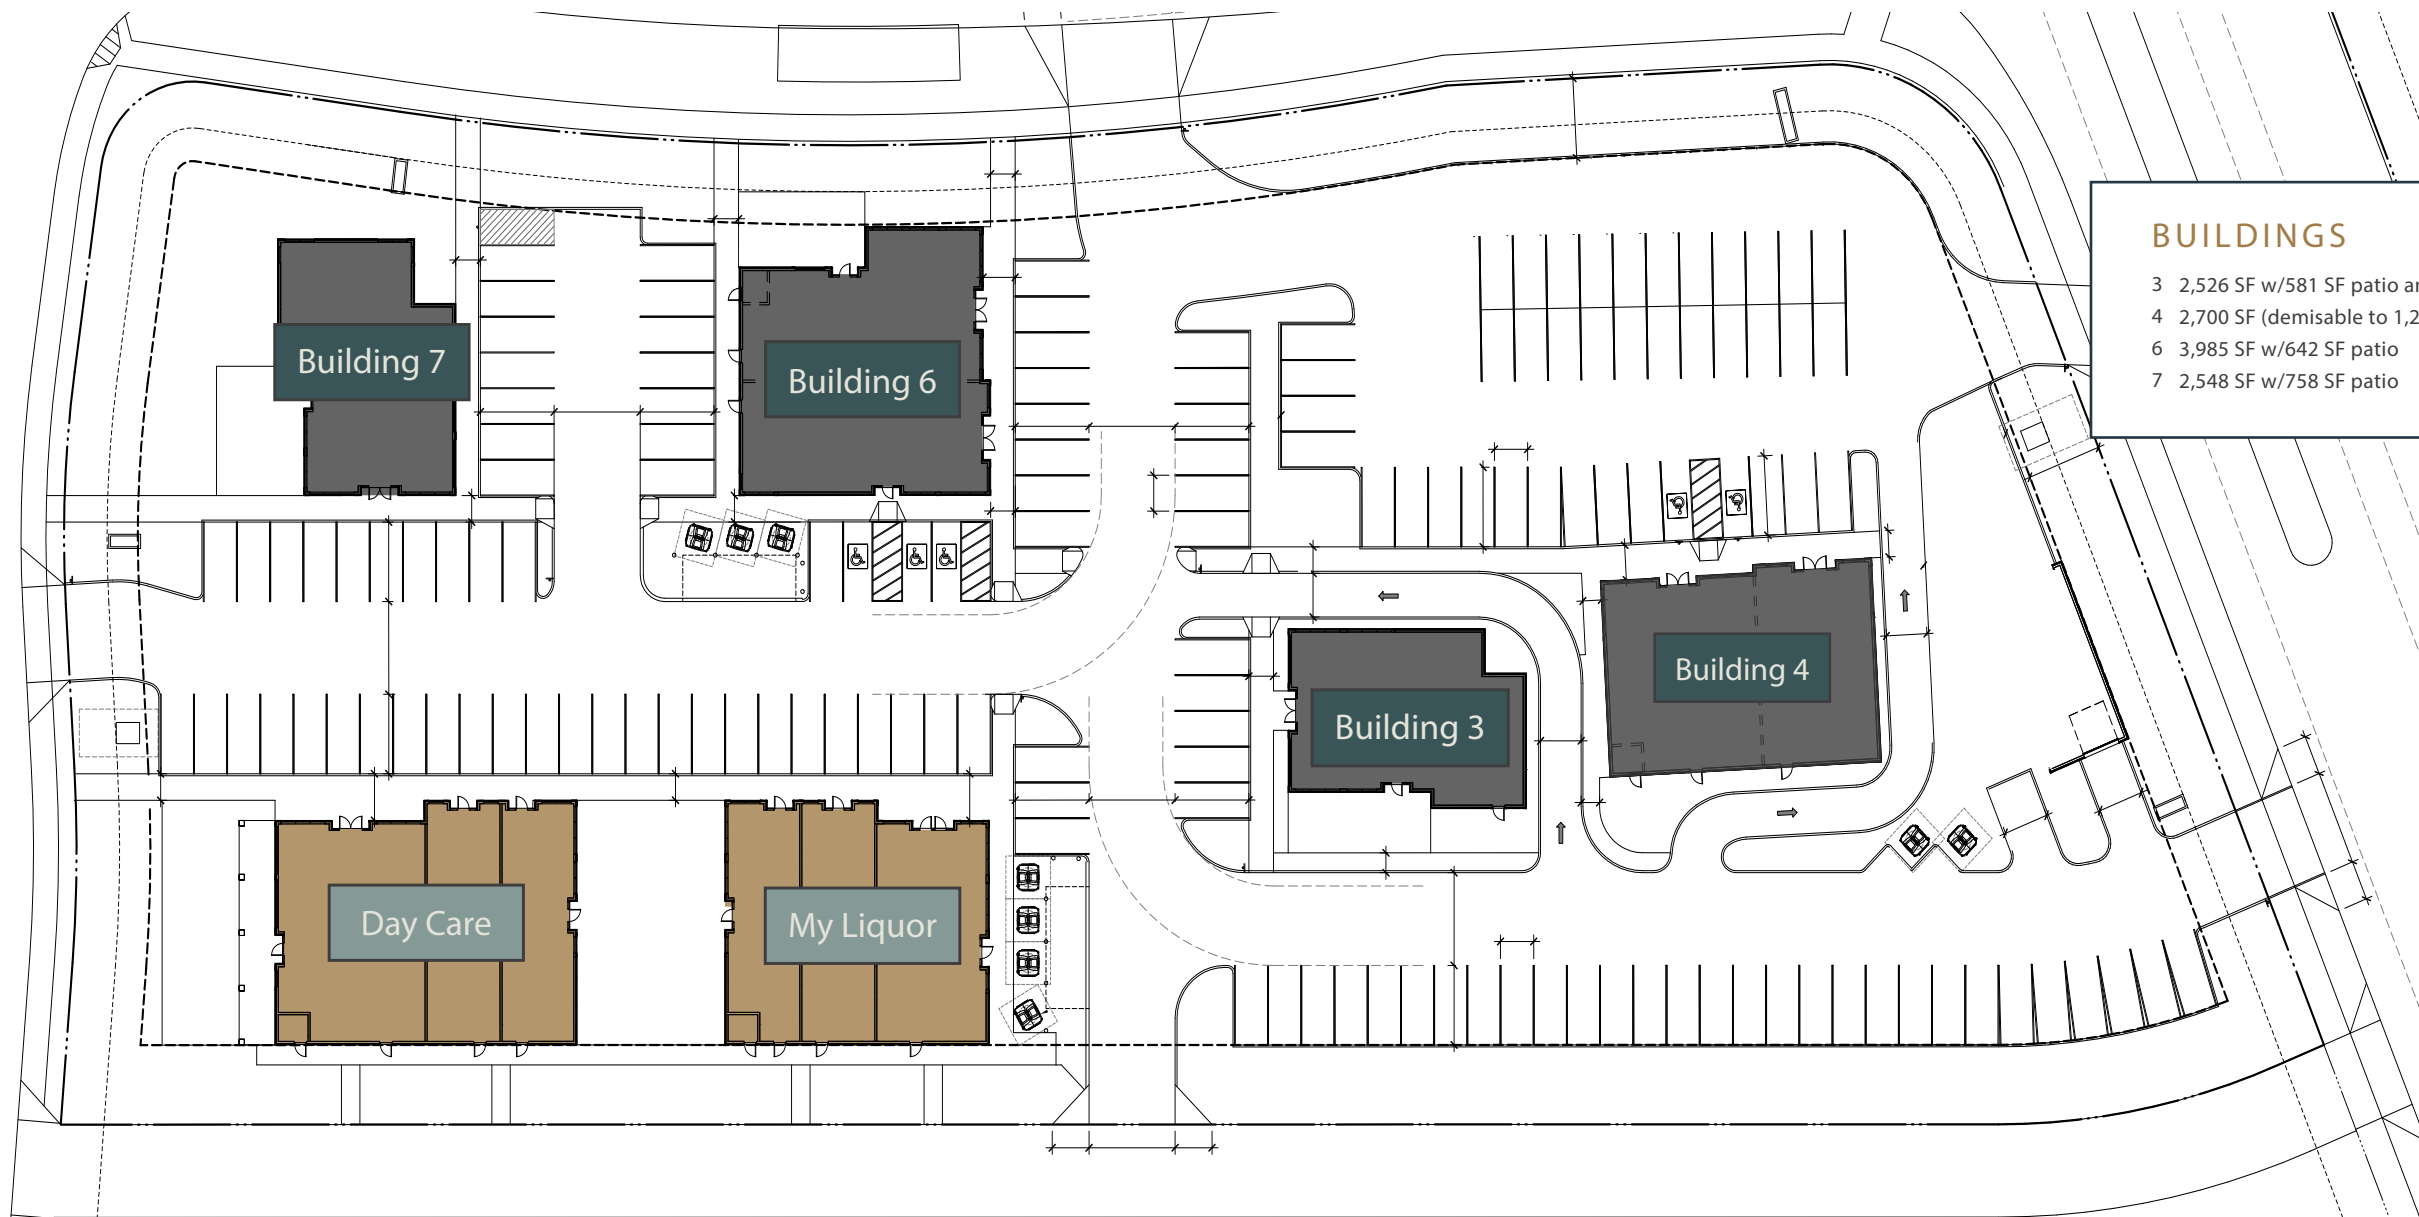 BUILDINGS
3 2,526 SF w/581 SF patio
4 2,700 SF (demisable to
6 3,985 SF w/642 SF patio
7 2,548 SF w/758 SF patio
Building 7
Building 6
Building 4
Building 3
Day Care
My Liquor